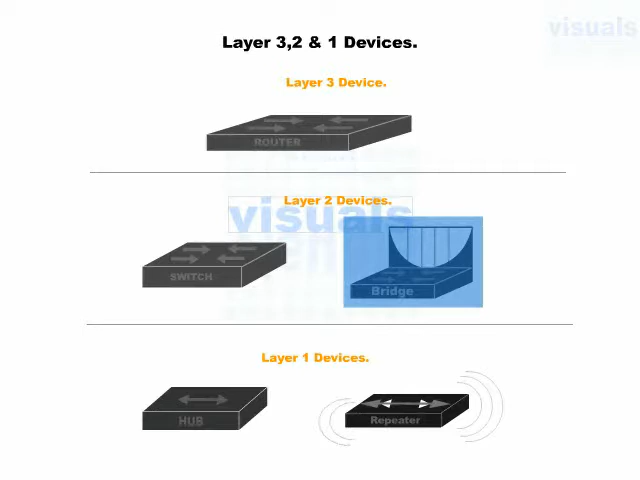 visuals
Layer 3,2 & 1 Devices.
Layer 3 Device.
ROUTER
Layer 2 Devices.
visuals
SWITCH
Bridge
Layer 1 Devices.
HUB
Repeater